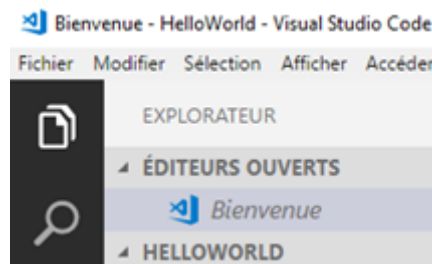 Bienvenue - HelloWorld - Visual Studio Code
Fichier Modifier Sélection Afficher Accéder
EXPLORATEUR
ÉDITEURS OUVERTS
Bienvenue
HELLOWORLD